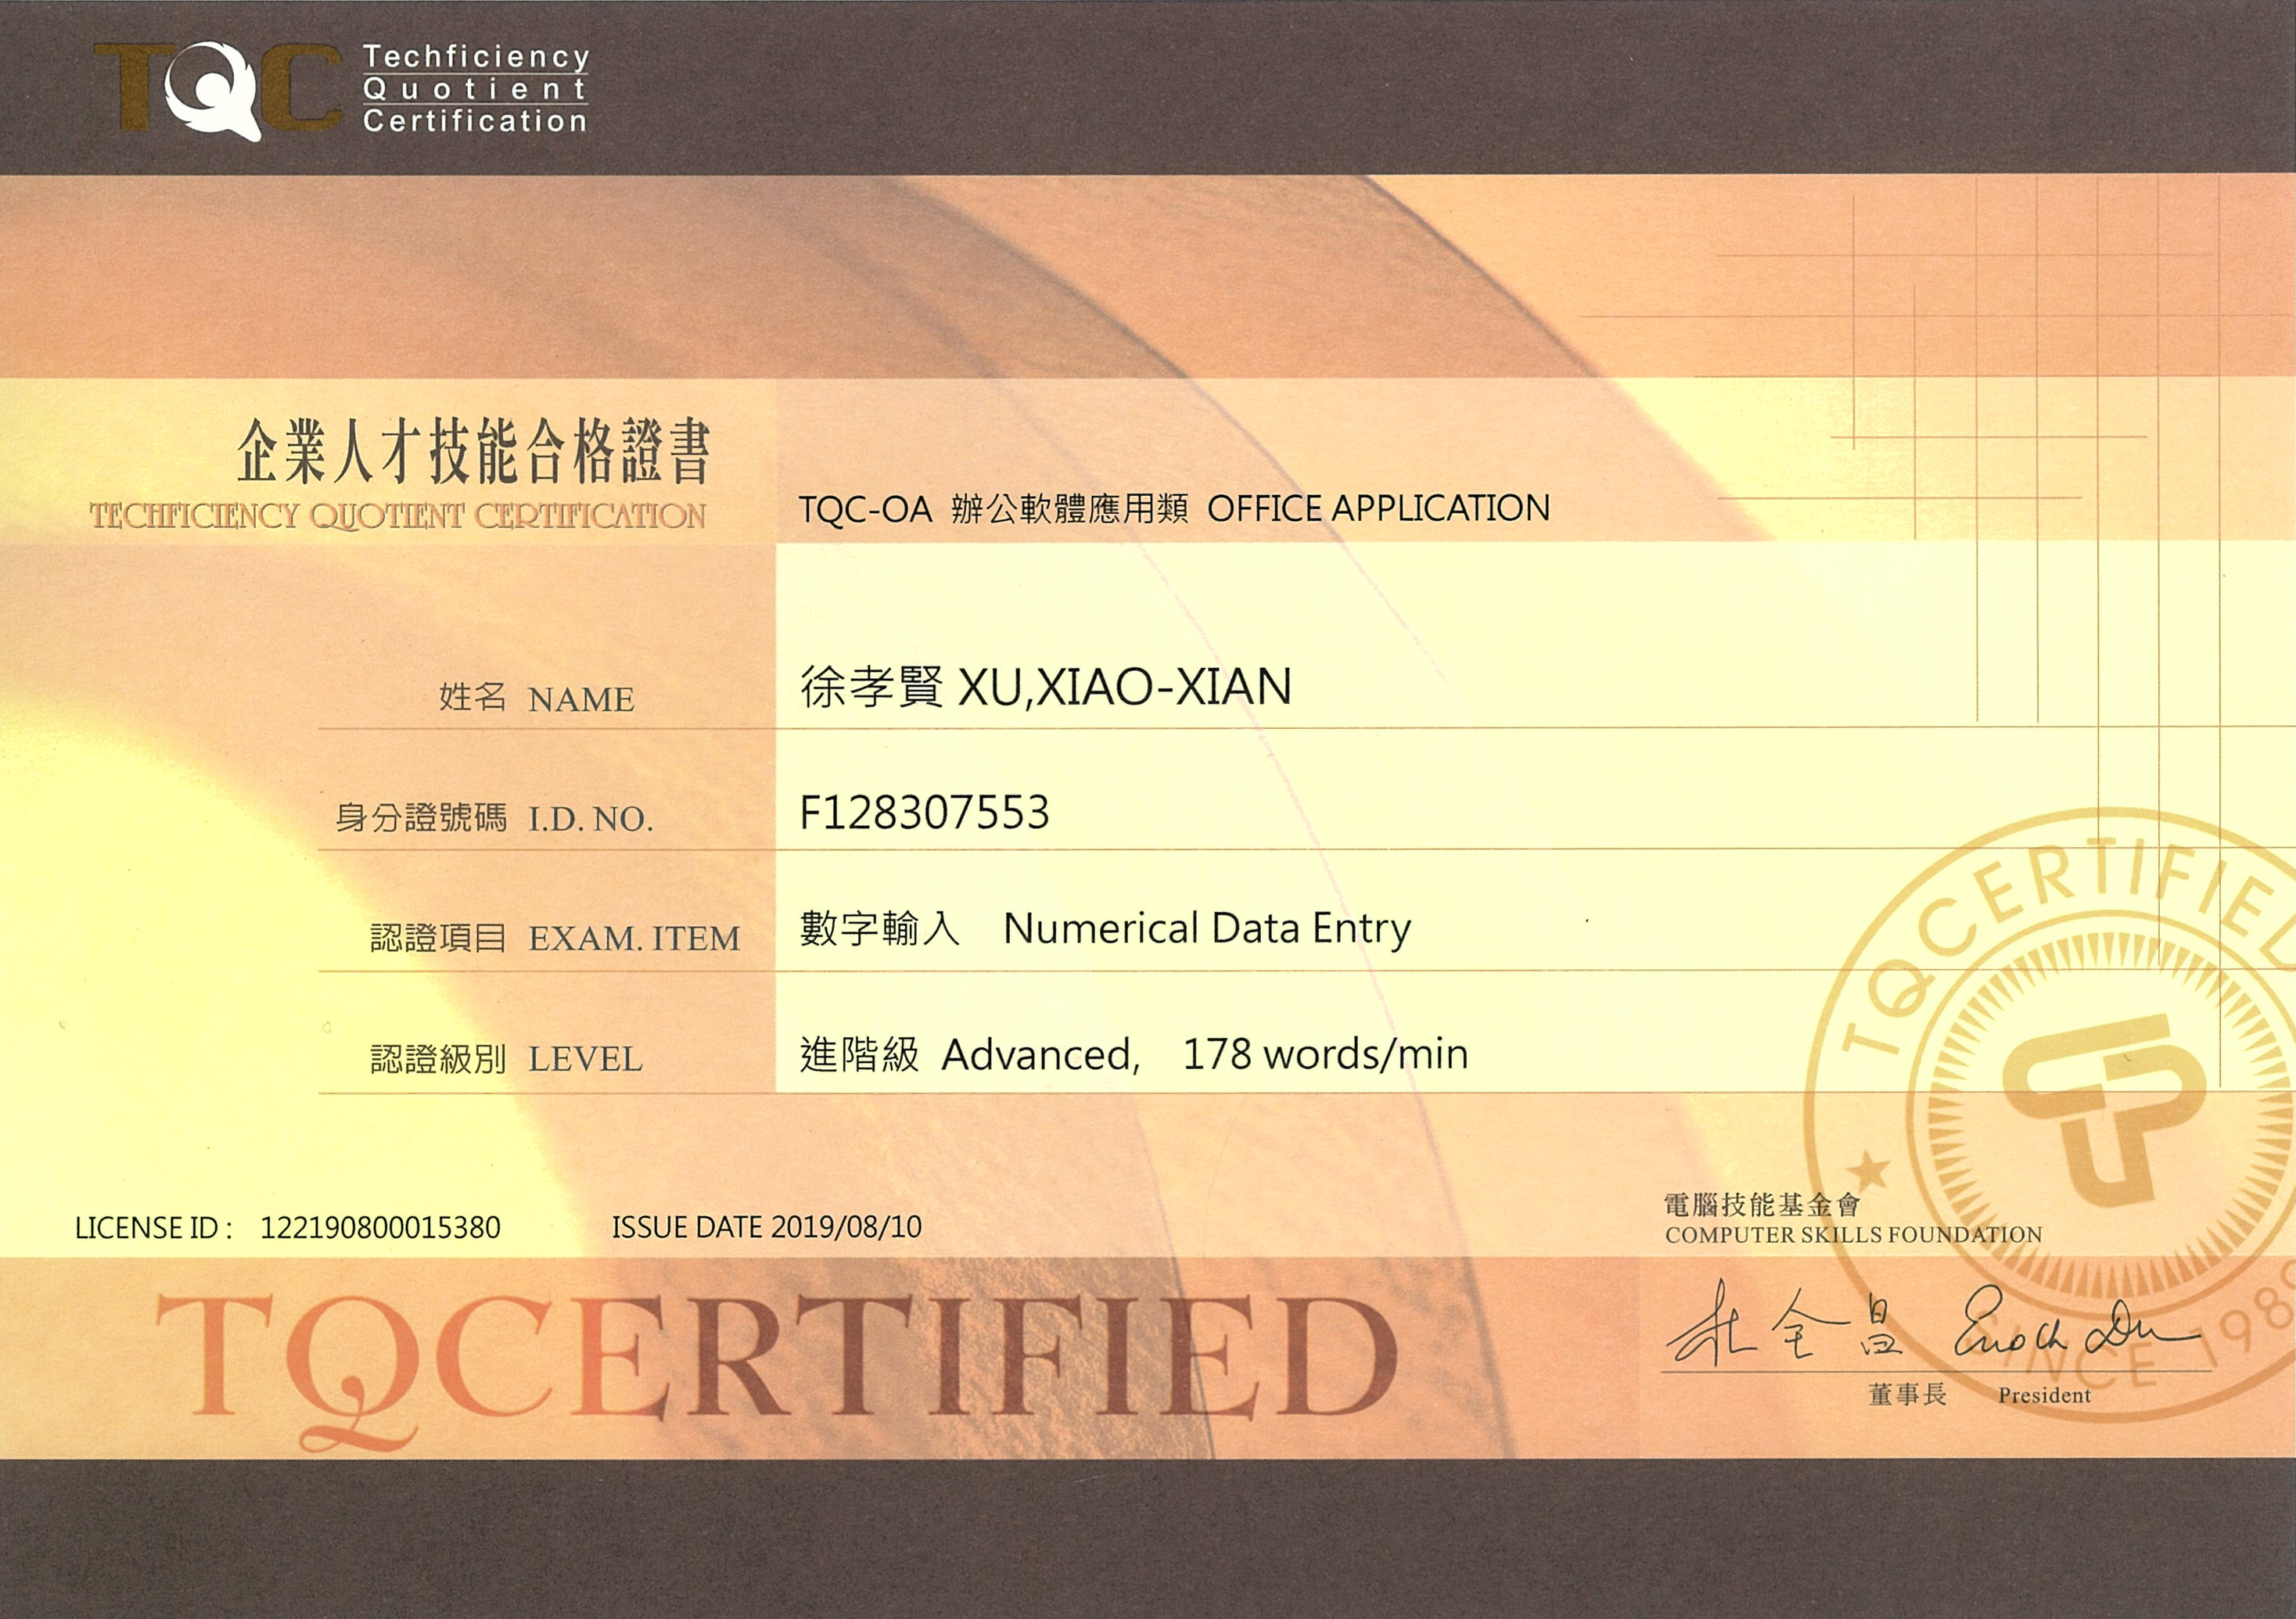 TQC
Techficiency
Quotient
Certification
企業人才技能合格證書
TECHFICIENCY QUOTIENT CERTIFICATION
TQC-OA 辦公軟體應用類 OFFICE APPLICATION
姓名 NAME 徐孝賢 XU,XIAO-XIAN
身分證號碼 I.D. NO. F128307553
認證項目 EXAM. ITEM 數字輸入 Numerical Data Entry
認證級別 LEVEL 進階級 Advanced, 178 words/min
TQCERTIFIED
LICENSE ID : 122190800015380 ISSUE DATE 2019/08/10
電腦技能基金會
COMPUTER SKILLS FOUNDATION
TQCERTIFIED
杜全昌 Enoch Du
SINCE 198
董事長 President